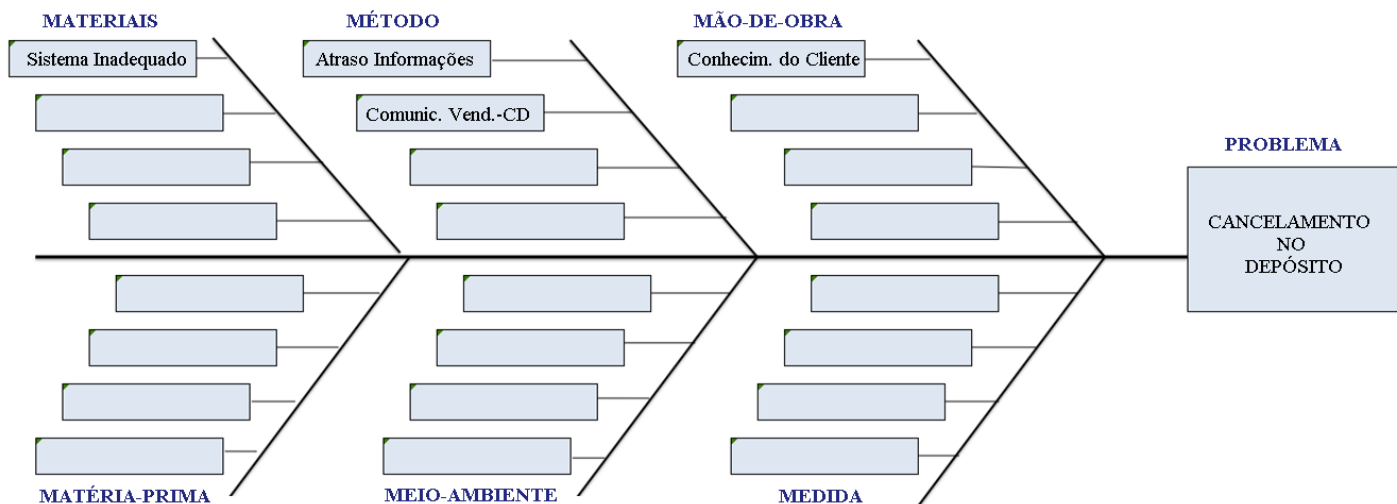 MATERIAIS
MÉTODO
MÃO-DE-OBRA
Sistema Inadequado
Atraso Informações
Conhecim. do Cliente
Comunic. Vend.-CD
PROBLEMA
CANCELAMENTO
NO
DEPÓSITO
MATÉRIA-PRIMA
MEIO-AMBIENTE
MEDIDA